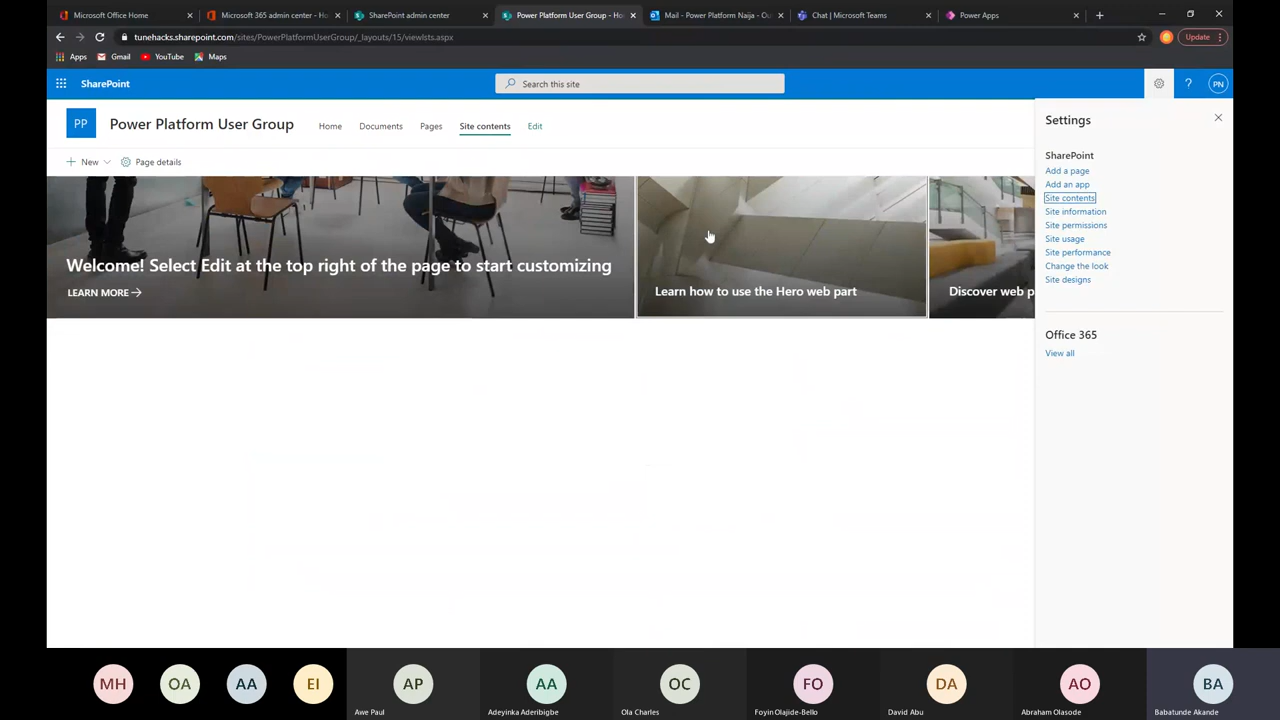 Microsoft Office Home
Microsoft 365 admin center - Ho
SharePoint admin center
Power Platform User Group - Ho
Mail - Power Platform Naija - Ou
Chat | Microsoft Teams
Power Apps
tunehacks.sharepoint.com/sites/PowerPlatformUserGroup/_layouts/15/viewlsts.aspx
Update
Apps
Gmail
YouTube
Maps
SharePoint
Search this site
PN
PP
Power Platform User Group
Home
Documents
Pages
Site contents
Edit
New
Page details
Welcome! Select Edit at the top right of the page to start customizing
LEARN MORE
Learn how to use the Hero web part
Discover web p
Settings
SharePoint
Add a page
Add an app
Site contents
Site information
Site permissions
Site usage
Site performance
Change the look
Site designs
Office 365
View all
MH
OA
AA
EI
AP
AA
OC
FO
DA
AO
BA
Awe Paul
Adeyinka Aderibigbe
Ola Charles
Foyin Olajide-Bello
David Abu
Abraham Olasode
Babatunde Akande